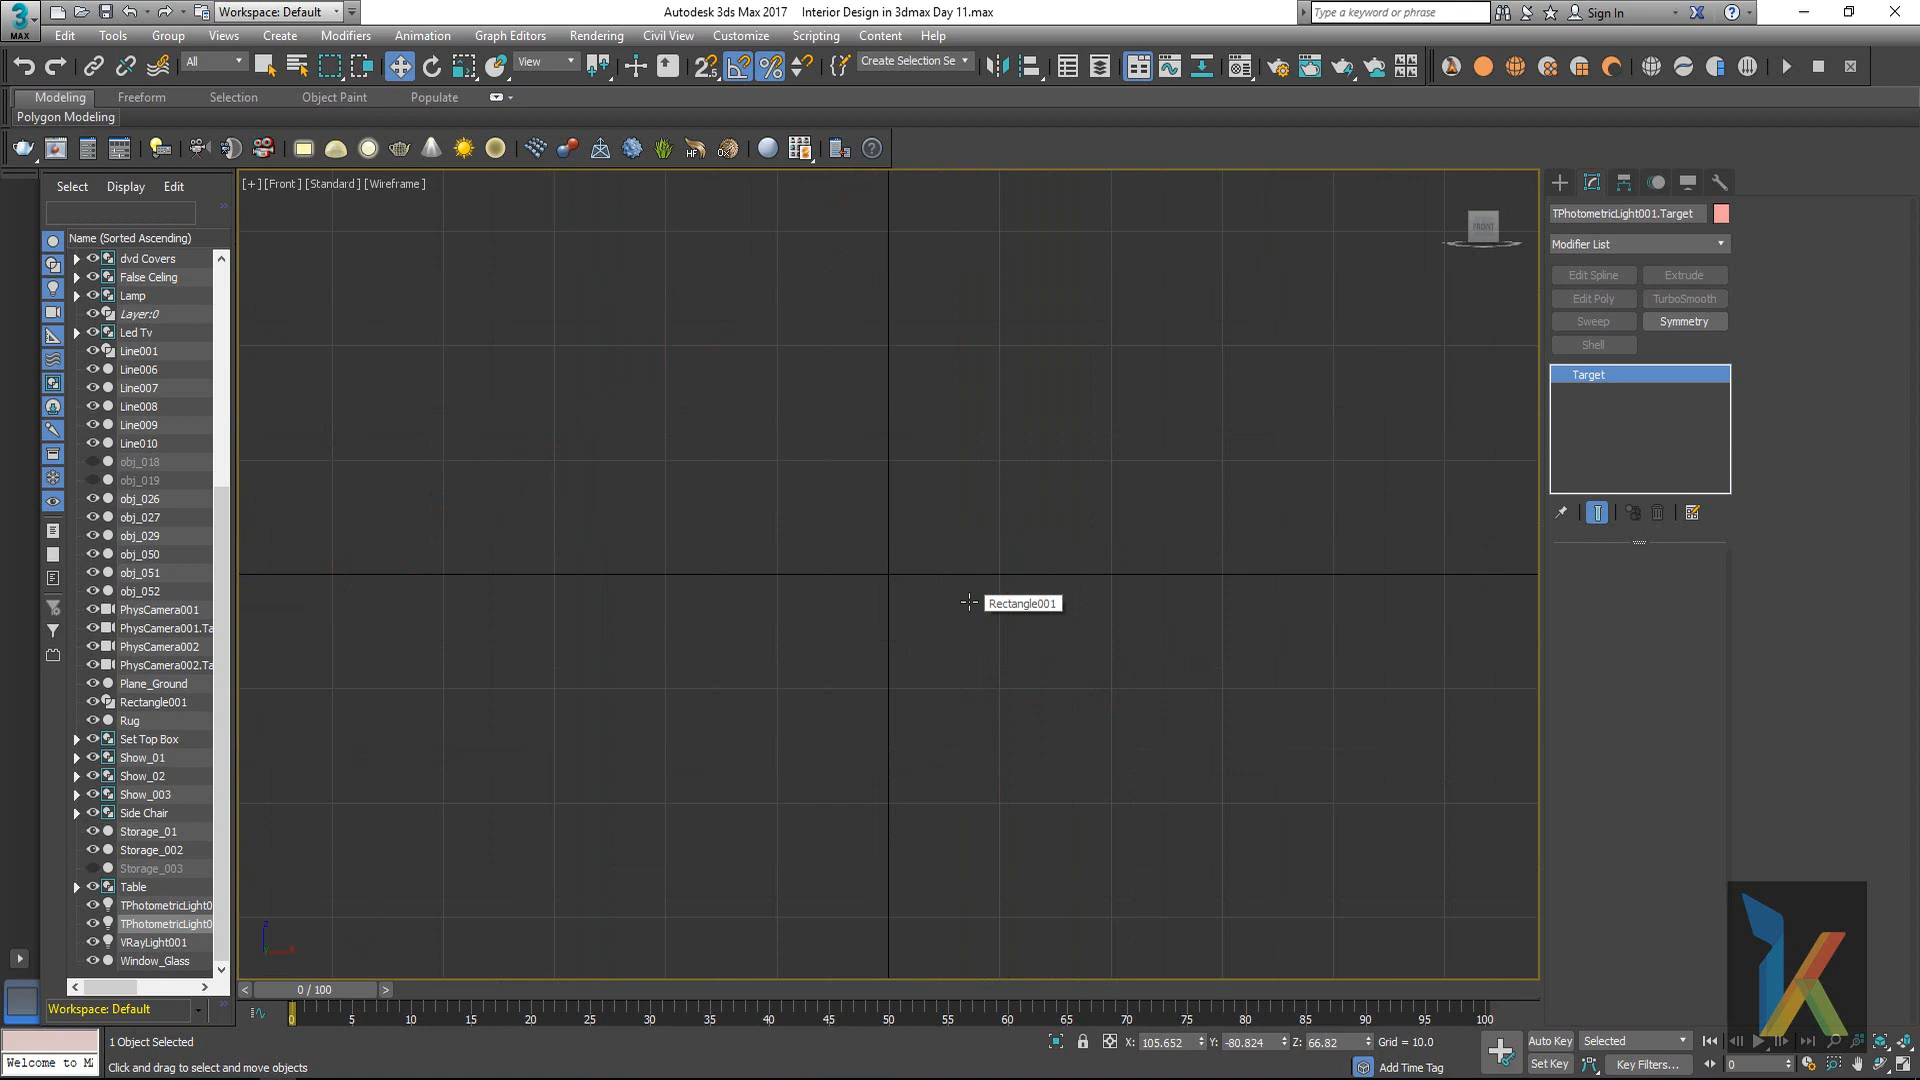 Workspace: Default
Autodesk 3ds Max 2017    Interior Design in 3dmax Day 11.max
Type a keyword or phrase
Sign In
MAX
Edit Tools Group Views Create Modifiers Animation Graph Editors Rendering Civil View Customize Scripting Content Help
All
View
Create Selection Se
Modeling Freeform Selection Object Paint Populate
Polygon Modeling
Select Display Edit
[+] [Front ] [Standard ] [Wireframe ]
FRONT
TPhotometricLight001.Target
Modifier List
Edit Spline Extrude
Edit Poly TurboSmooth
Sweep Symmetry
Shell
Target
Name (Sorted Ascending)
dvd Covers
False Celing
Lamp
Layer:0
Led Tv
Line001
Line006
Line007
Line008
Line009
Line010
obj_018
obj_019
obj_026
obj_027
obj_029
obj_050
obj_051
obj_052
PhysCamera001
PhysCamera001.Ta
PhysCamera002
PhysCamera002.Ta
Plane_Ground
Rectangle001
Rug
Set Top Box
Show_01
Show_02
Show_003
Side Chair
Storage_01
Storage_002
Storage_003
Table
TPhotometricLight0
TPhotometricLight0
VRayLight001
Window_Glass
Rectangle001
z
0 / 100
Workspace: Default
0 5 10 15 20 25 30 35 40 45 50 55 60 65 70 75 80 85 90 95 100
1 Object Selected
X: 105.652 Y: -80.824 Z: 66.82 Grid = 10.0
Auto Key Selected
Welcome to M
Click and drag to select and move objects
Add Time Tag
Set Key Key Filters...
0